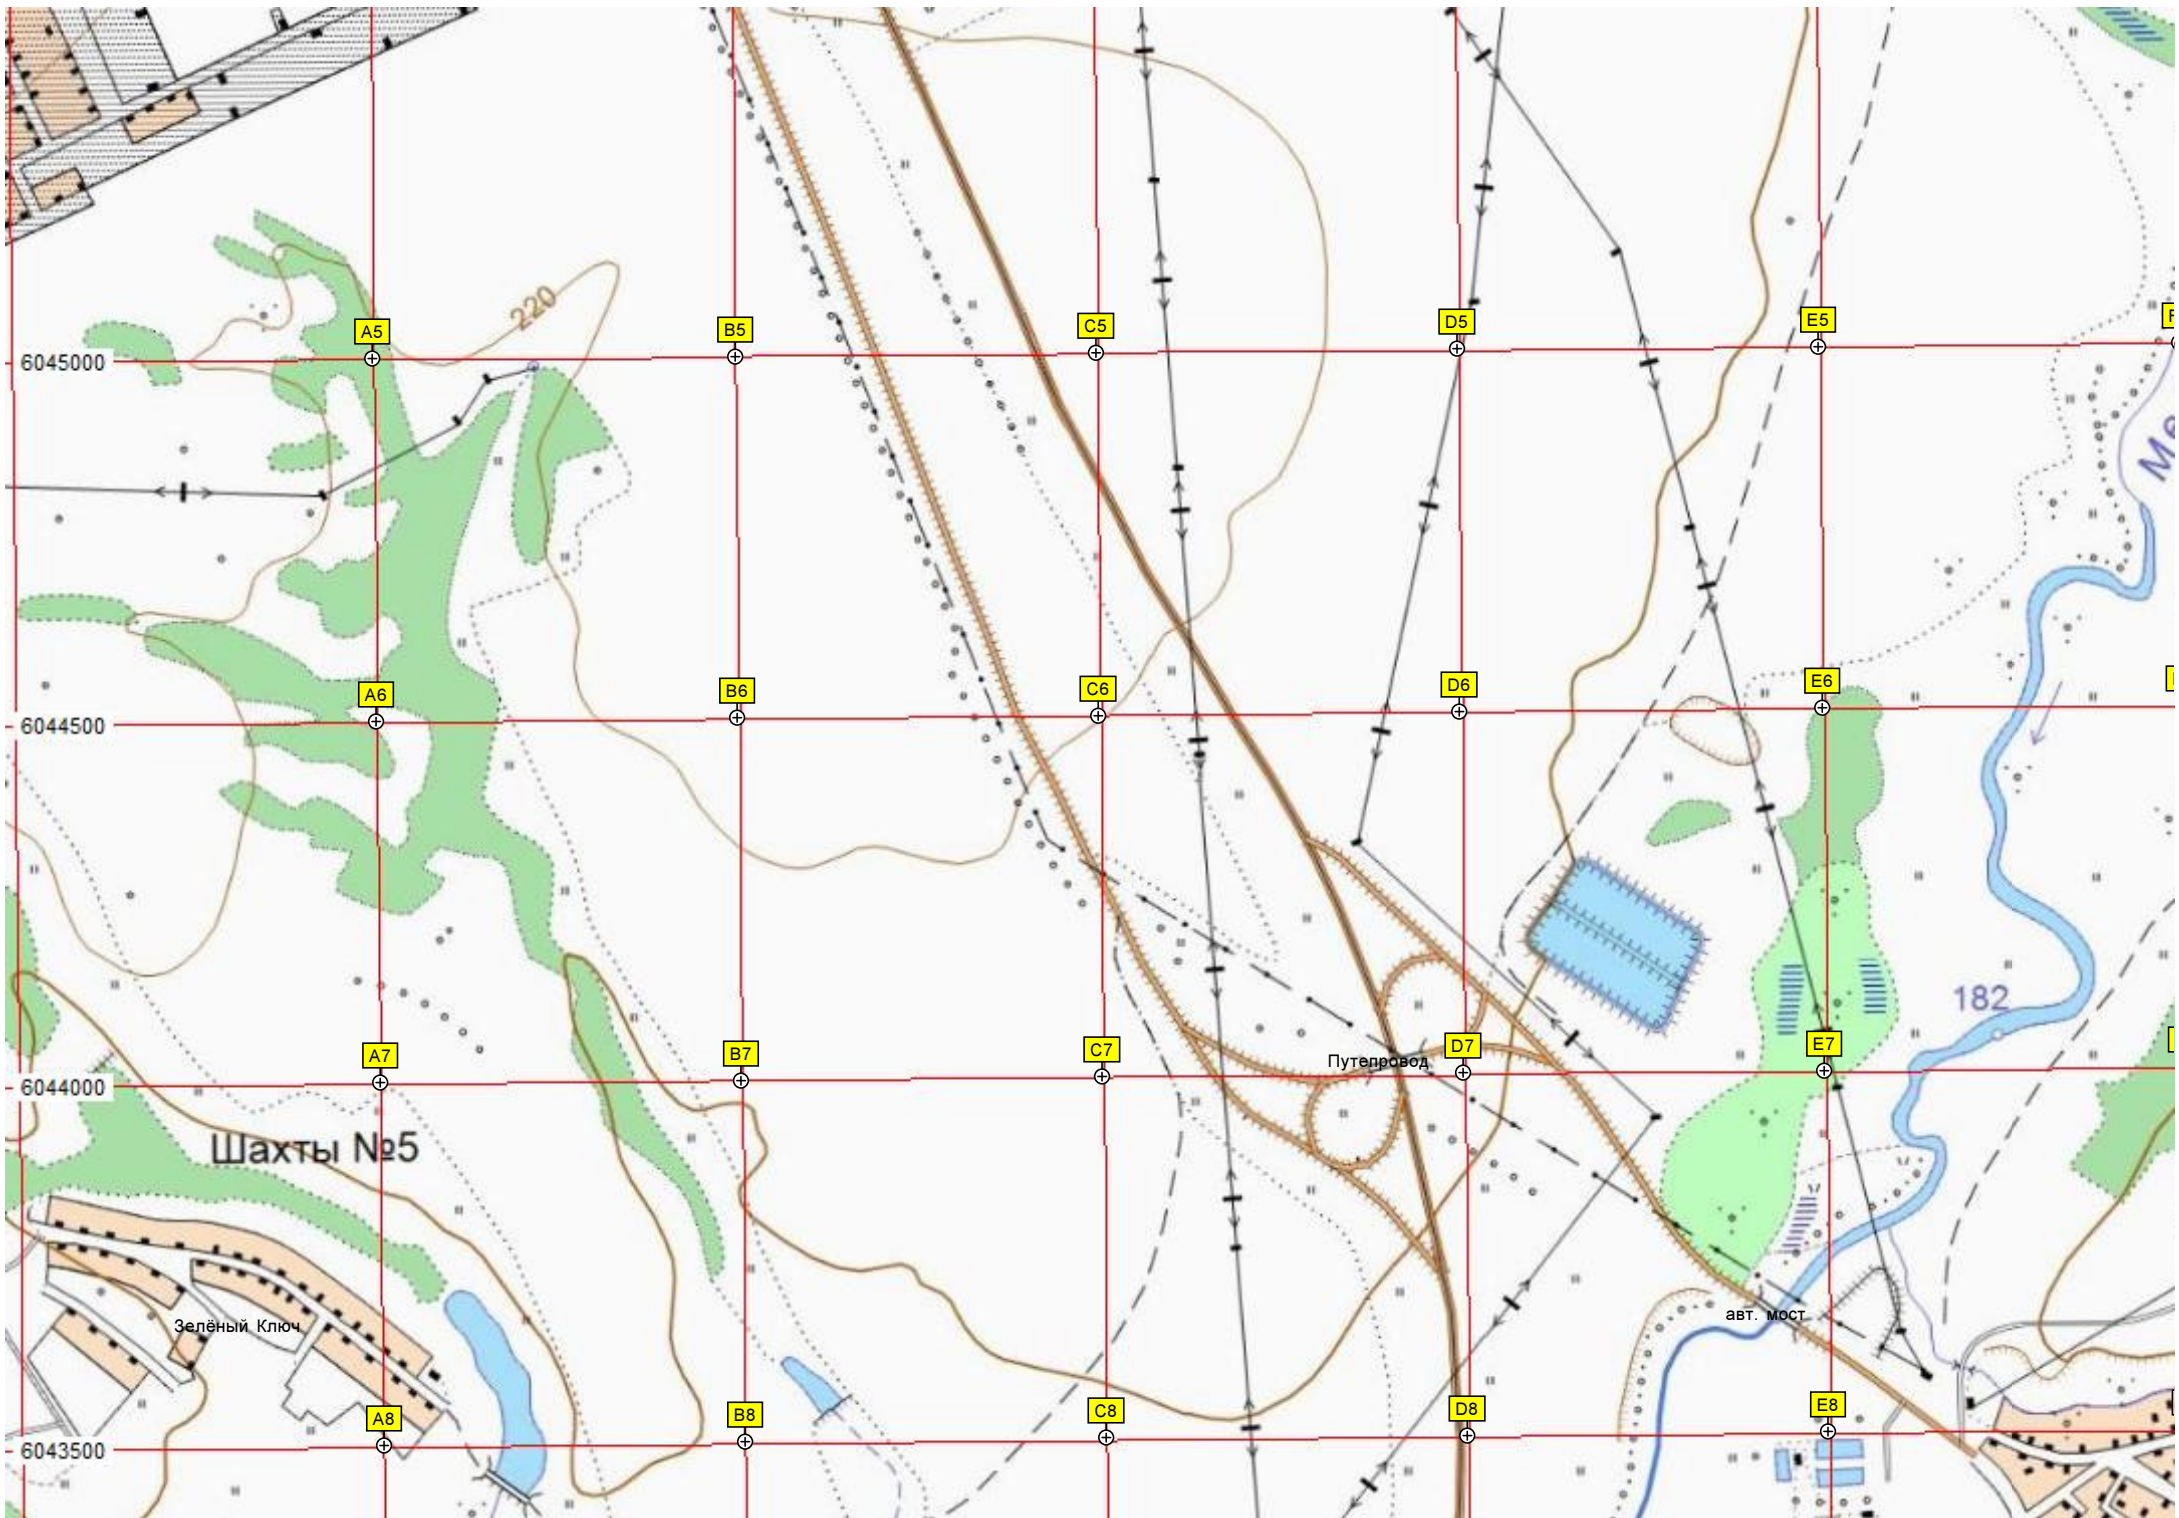 220
A5
B5
C5
D5
E5
6045000
Ме
A6
B6
C6
D6
E6
6044500
182
A7
B7
C7
Путепровод
D7
E7
6044000
Шахты №5
Зелёный Ключ
авт. мост
A8
B8
C8
D8
E8
6043500